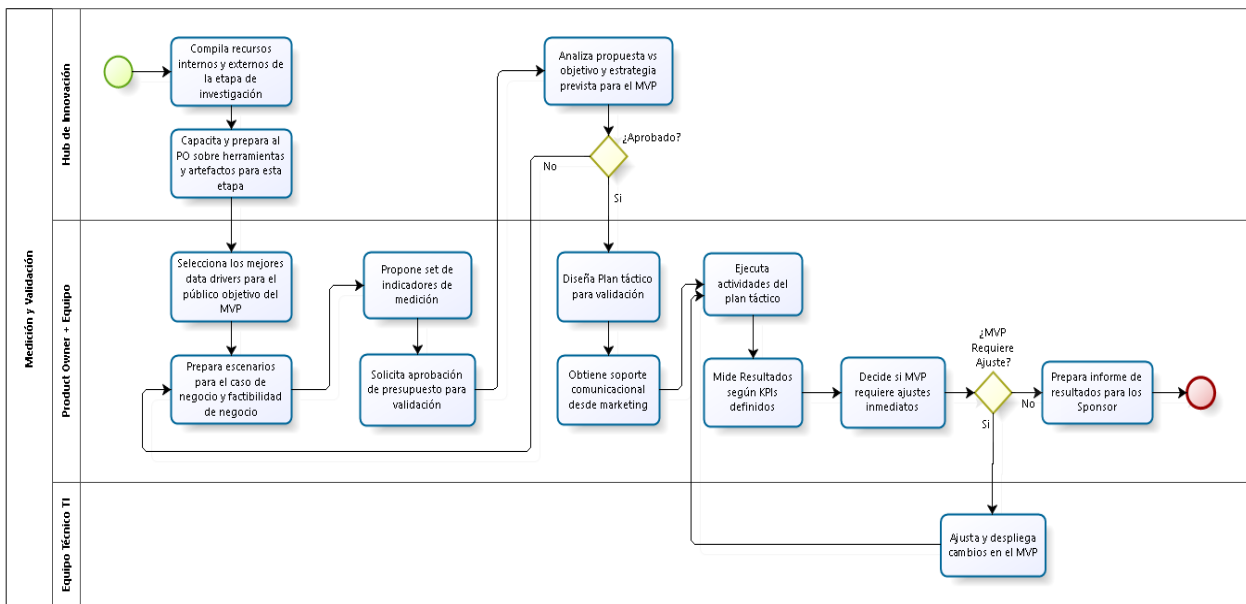 Medición y Validación
Hub de Innovación
Compila recursos
internos y externos de
la etapa de
investigación
Capacita y prepara al
PO sobre herramientas
y artefactos para esta
etapa
Analiza propuesta vs
objetivo y estrategia
prevista para el MVP
¿Aprobado?
No
Si
Product Owner + Equipo
Selecciona los mejores
data drivers para el
público objetivo del
MVP
Prepara escenarios
para el caso de
negocio y factibilidad
de negocio
Propone set de
indicadores de
medición
Solicita aprobación
de presupuesto para
validación
Diseña Plan táctico
para validación
Obtiene soporte
comunicacional
desde marketing
Ejecuta
actividades del
plan táctico
Mide Resultados
según KPIs
definidos
Decide si MVP
requiere ajustes
inmediatos
¿MVP
Requiere
Ajuste?
No
Si
Prepara informe de
resultados para los
Sponsor
Equipo Técnico TI
Ajusta y despliega
cambios en el MVP